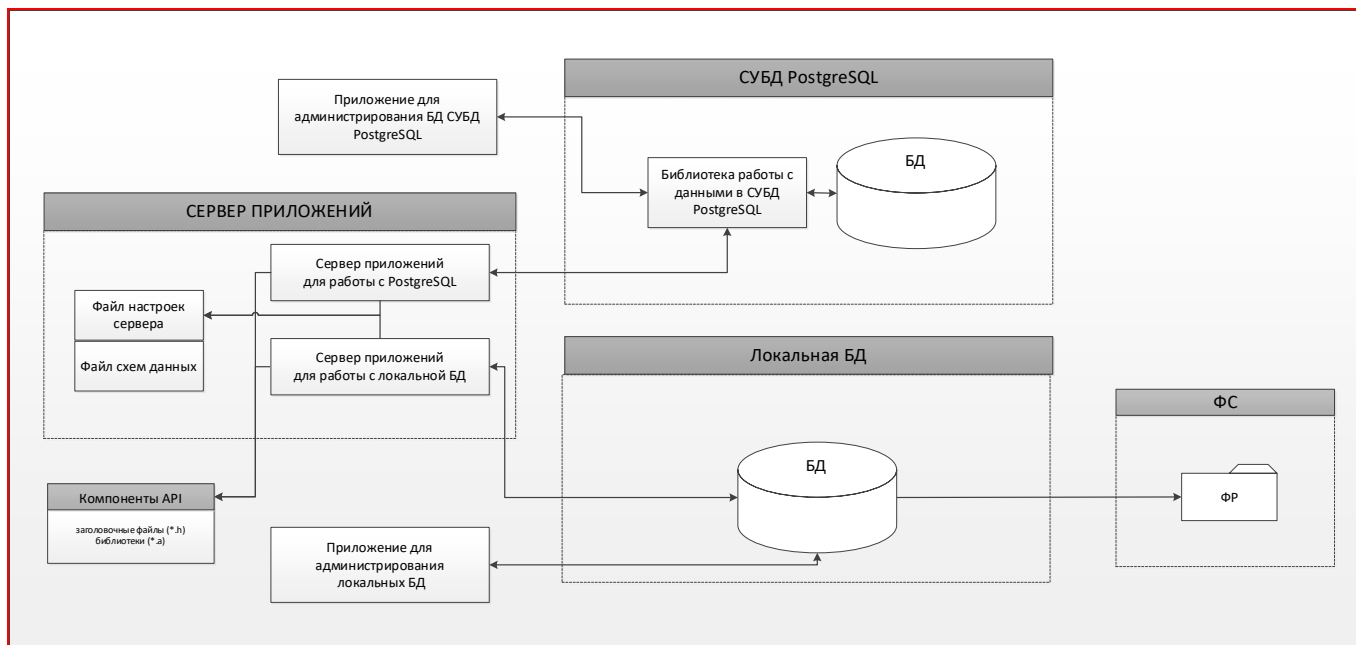 СУБД PostgreSQL
Приложение для
администрирования БД СУБД
PostgreSQL
БД
Библиотека работы с
данными в СУБД
PostgreSQL
СЕРВЕР ПРИЛОЖЕНИЙ
Сервер приложений
для работы с PostgreSQL
Файл настроек
сервера
Файл схем данных
Сервер приложений
для работы с локальной БД
Локальная БД
ФС
БД
ФР
Компоненты API
заголовочные файлы (*.h)
библиотеки (*.a)
Приложение для
администрирования
локальных БД